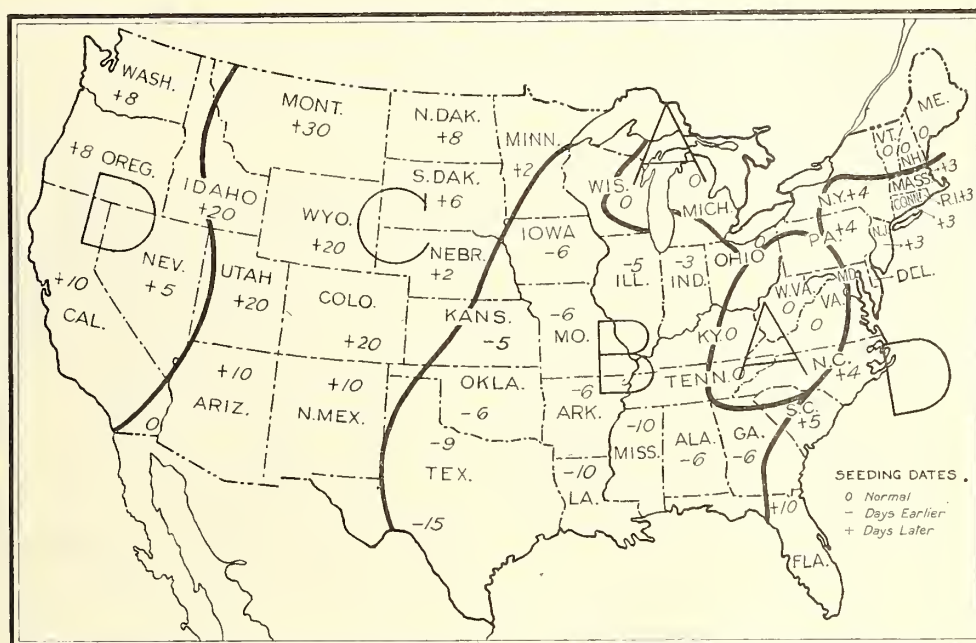 WASH.
+8
MONT.
+30
N.DAK.
+8
MINN.
+2
ME.
0
VT.
0
0
N.H.
+8 OREG.
D
IDAHO
+20
WYO.
+20
C
S.DAK.
+6
WIS.
0
A
0
MICH.
N.Y.+4
MASS.
+3
CONN.
R.I.+3
+3
NEV.
+5
UTAH
+20
COLO.
+20
NEBR.
+2
IOWA
-6
ILL.
-5
-3
IND.
OHIO
0
PA.+4
N.J.
+3
DEL.
+10
CAL.
KANS.
-5
-6
MO.
B
KY.0
W.VA.
0
MD.
VA.
0
A
0
+10
ARIZ.
+10
N.MEX.
OKLA.
-6
-6
ARK.
TENN.0
N.C.
+4
D
S.C.
+5
-9
TEX.
-15
-10
LA.
-10
MISS.
ALA.
-6
GA.
-6
+10
FLA.
SEEDING DATES
0 Normal
- Days Earlier
+ Days Later